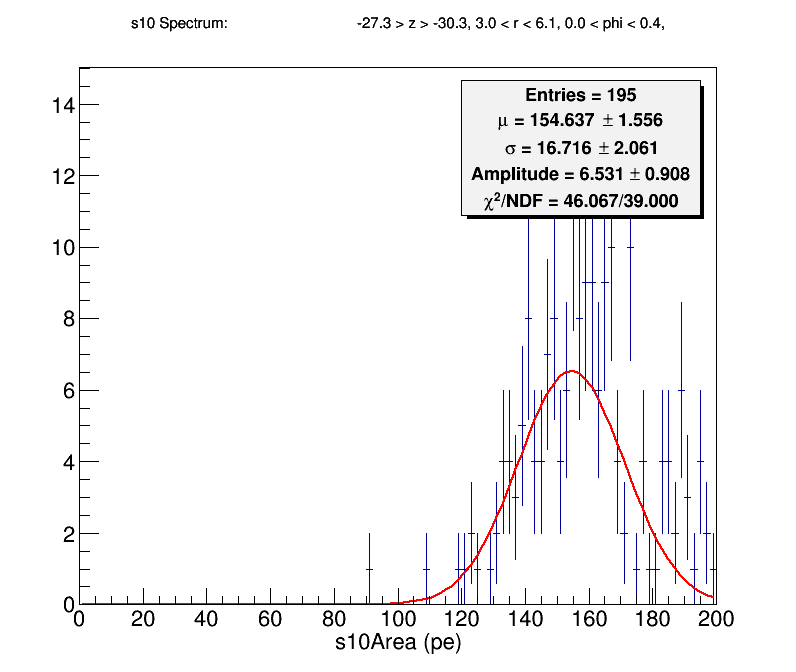 s10 Spectrum: -27.3 > z > -30.3, 3.0 < r < 6.1, 0.0 < phi < 0.4,
Entries = 195
μ = 154.637 ± 1.556
σ = 16.716 ± 2.061
Amplitude = 6.531 ± 0.908
χ²/NDF = 46.067/39.000
14
12
10
8
6
4
2
0
0 20 40 60 80 100 120 140 160 180 200
s10Area (pe)